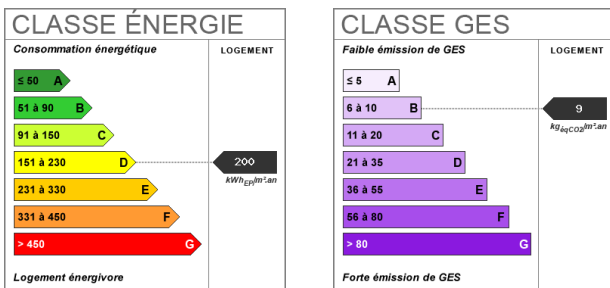 CLASSE ÉNERGIE
Consommation énergétique
LOGEMENT
≤ 50 A
51 à 90 B
91 à 150 C
151 à 230 D
200
kWhEP/m².an
231 à 330 E
331 à 450 F
> 450 G
Logement énergivore
CLASSE GES
Faible émission de GES
LOGEMENT
≤ 5 A
6 à 10 B
9
kgéqCO2/m².an
11 à 20 C
21 à 35 D
36 à 55 E
56 à 80 F
> 80 G
Forte émission de GES